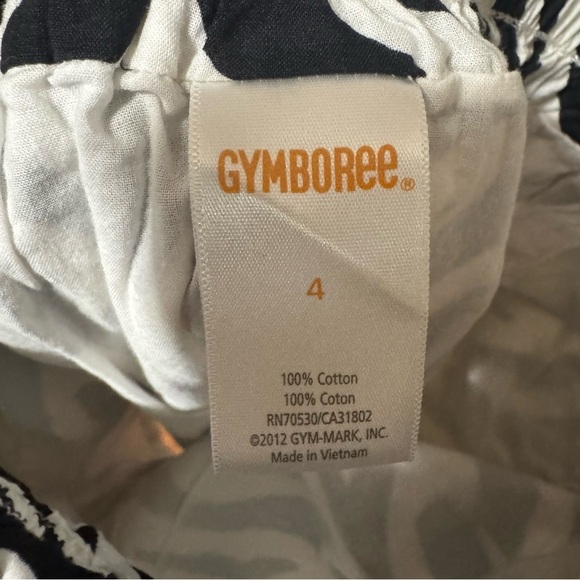 GYMBOREE®
4
100% Cotton
100% Coton
RN70530/CA31802
©2012 GYM-MARK, INC.
Made in Vietnam